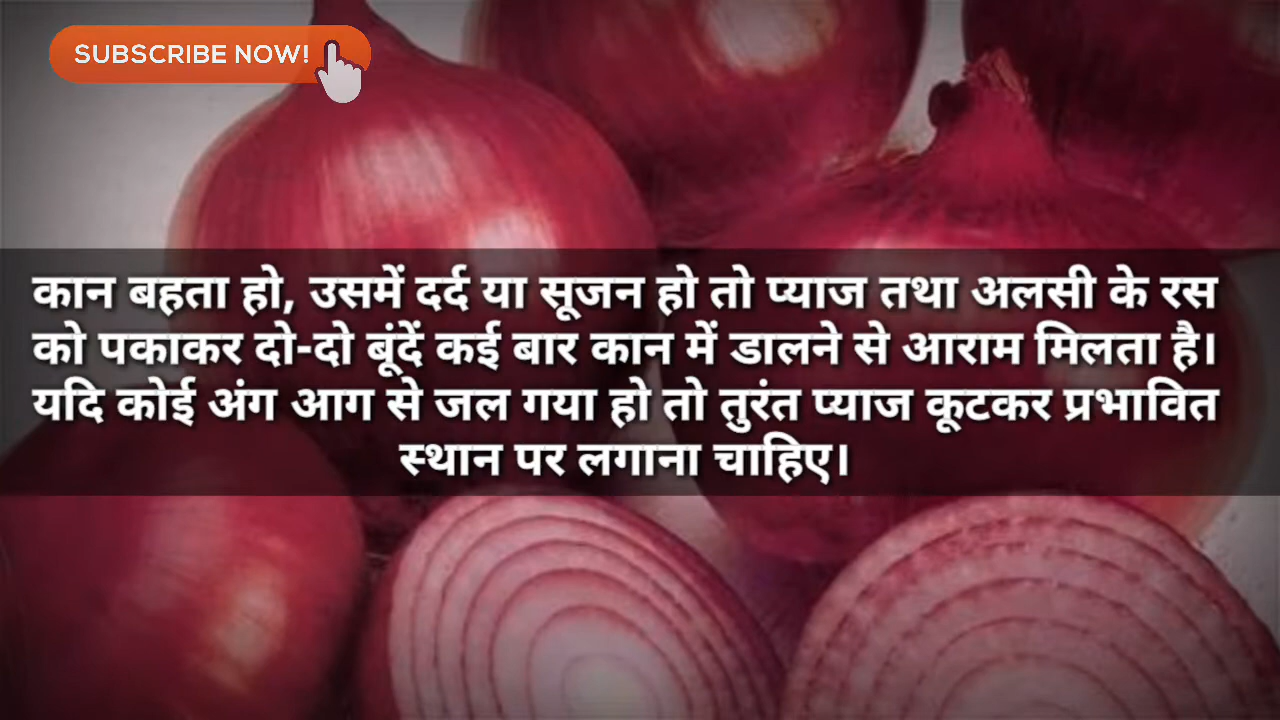 SUBSCRIBE NOW!
कान बहता हो, उसमें दर्द या सूजन हो तो प्याज तथा अलसी के रस
को पकाकर दो-दो बूंदें कई बार कान में डालने से आराम मिलता है।
यदि कोई अंग आग से जल गया हो तो तुरंत प्याज कूटकर प्रभावित
स्थान पर लगाना चाहिए।